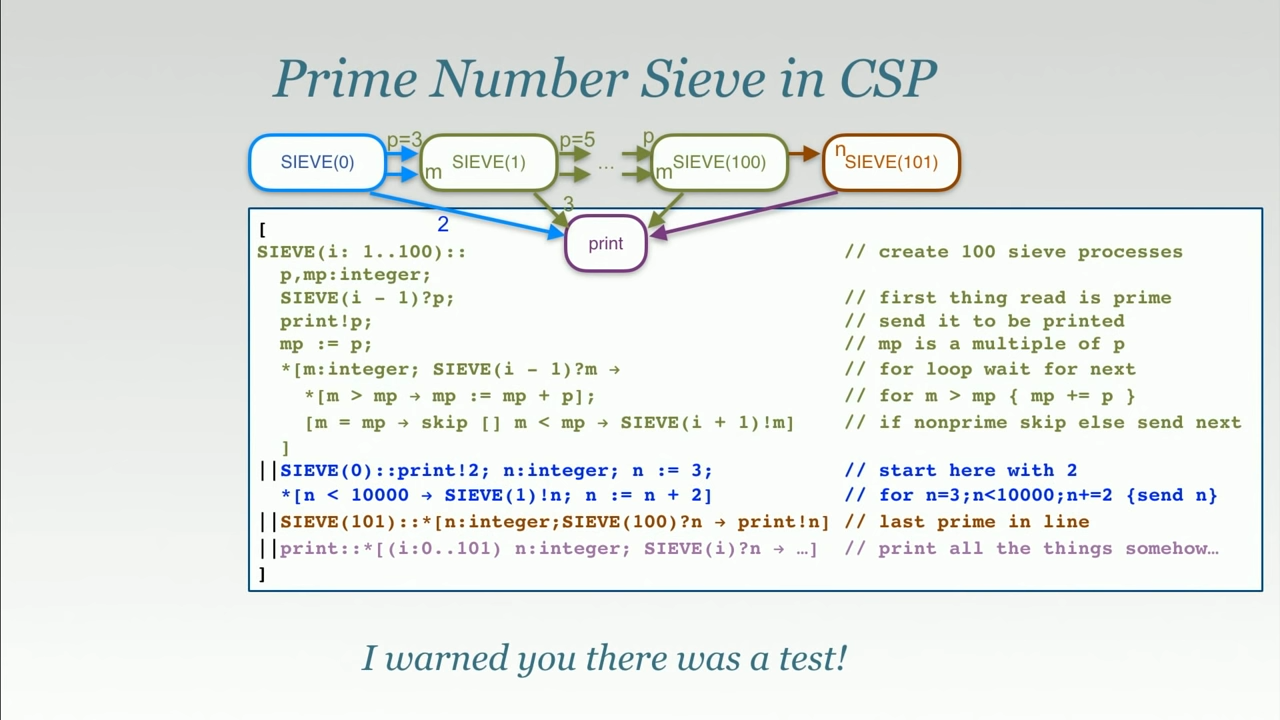 Prime Number Sieve in CSP
p=3 p=5 p
SIEVE(0) m SIEVE(1) ... m SIEVE(100) n SIEVE(101)
3
2
print
[
SIEVE(i: 1..100):: // create 100 sieve processes
p,mp:integer;
SIEVE(i - 1)?p; // first thing read is prime
print!p; // send it to be printed
mp := p; // mp is a multiple of p
*[m:integer; SIEVE(i - 1)?m → // for loop wait for next
*[m > mp → mp := mp + p]; // for m > mp { mp += p }
[m = mp → skip [] m < mp → SIEVE(i + 1)!m] // if nonprime skip else send next
]
||SIEVE(0)::print!2; n:integer; n := 3; // start here with 2
*[n < 10000 → SIEVE(1)!n; n := n + 2] // for n=3;n<10000;n+=2 {send n}
||SIEVE(101)::*[n:integer;SIEVE(100)?n → print!n] // last prime in line
||print::*[(i:0..101) n:integer; SIEVE(i)?n → …] // print all the things somehow…
]
I warned you there was a test!